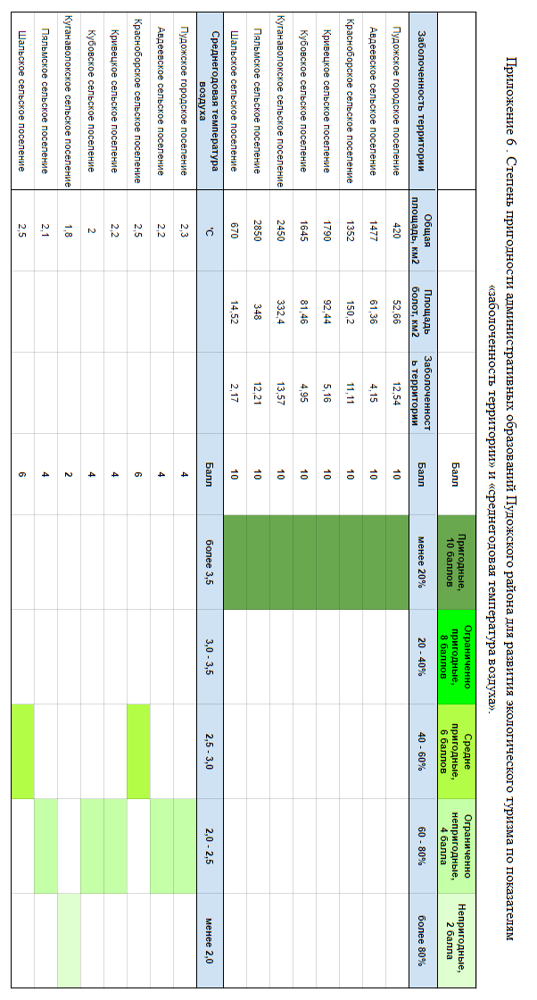 Приложение 6 . Степень пригодности административных образований Пудожского района для развития экологического туризма по показателям
«заболоченность территории» и «среднегодовая температура воздуха».
Балл
Пригодные,
10 баллов
Ограниченно
пригодные,
8 баллов
Средне
пригодные,
6 баллов
Ограниченно
непригодные,
4 балла
Непригодные,
2 балла
Заболоченность территории
Общая
площадь, км2
Площадь
болот, км2
Заболоченност
ь территории
Балл
менее 20%
20 - 40%
40 - 60%
60 - 80%
более 80%
Пудожское городское поселение 420 52,66 12,54 10
Авдеевское сельское поселение 1477 61,36 4,15 10
Красноборское сельское поселение 1352 150,2 11,11 10
Кривецкое сельское поселение 1790 92,44 5,16 10
Кубовское сельское поселение 1645 81,46 4,95 10
Куганаволокское сельское поселение 2450 332,4 13,57 10
Пяльмское сельское поселение 2850 348 12,21 10
Шальское сельское поселение 670 14,52 2,17 10
Среднегодовая температура
воздуха
°С
Балл
более 3,5
3,0 - 3,5
2,5 - 3,0
2,0 - 2,5
менее 2,0
Пудожское городское поселение 2,3 4
Авдеевское сельское поселение 2,2 4
Красноборское сельское поселение 2,5 6
Кривецкое сельское поселение 2,2 4
Кубовское сельское поселение 2 4
Куганаволокское сельское поселение 1,8 2
Пяльмское сельское поселение 2,1 4
Шальское сельское поселение 2,5 6